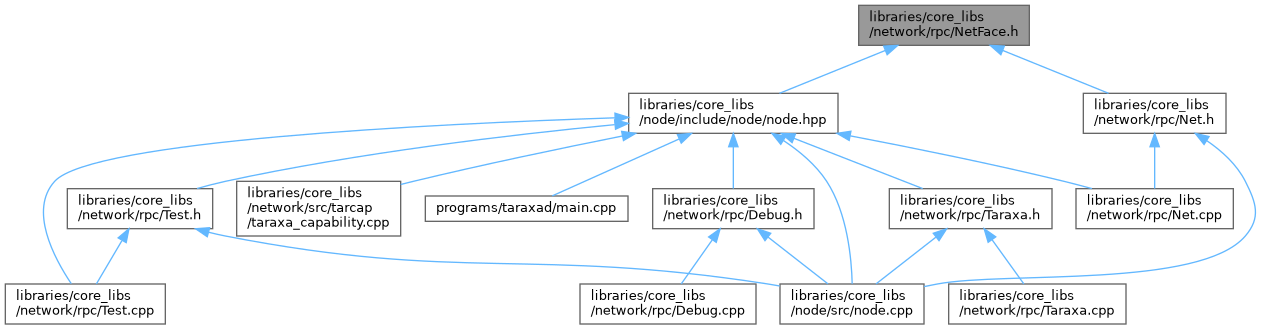 libraries/core_libs
/network/rpc/NetFace.h
libraries/core_libs
/node/include/node/node.hpp
libraries/core_libs
/network/rpc/Net.h
libraries/core_libs
/network/rpc/Test.h
libraries/core_libs
/network/src/tarcap
/taraxa_capability.cpp
programs/taraxad/main.cpp
libraries/core_libs
/network/rpc/Debug.h
libraries/core_libs
/network/rpc/Taraxa.h
libraries/core_libs
/network/rpc/Net.cpp
libraries/core_libs
/network/rpc/Test.cpp
libraries/core_libs
/network/rpc/Debug.cpp
libraries/core_libs
/node/src/node.cpp
libraries/core_libs
/network/rpc/Taraxa.cpp